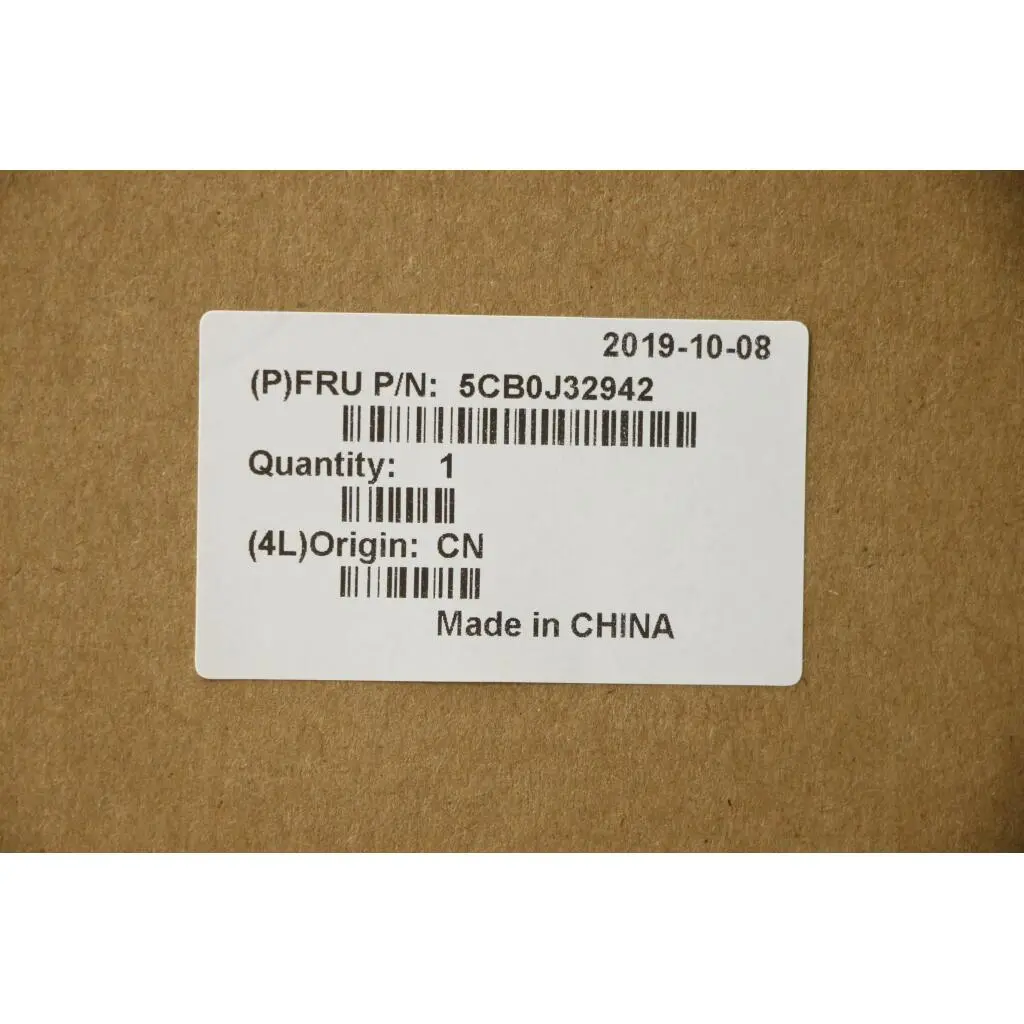 2019-10-08
(P)FRU P/N: 5CB0J32942
Quantity: 1
(4L)Origin: CN
Made in CHINA